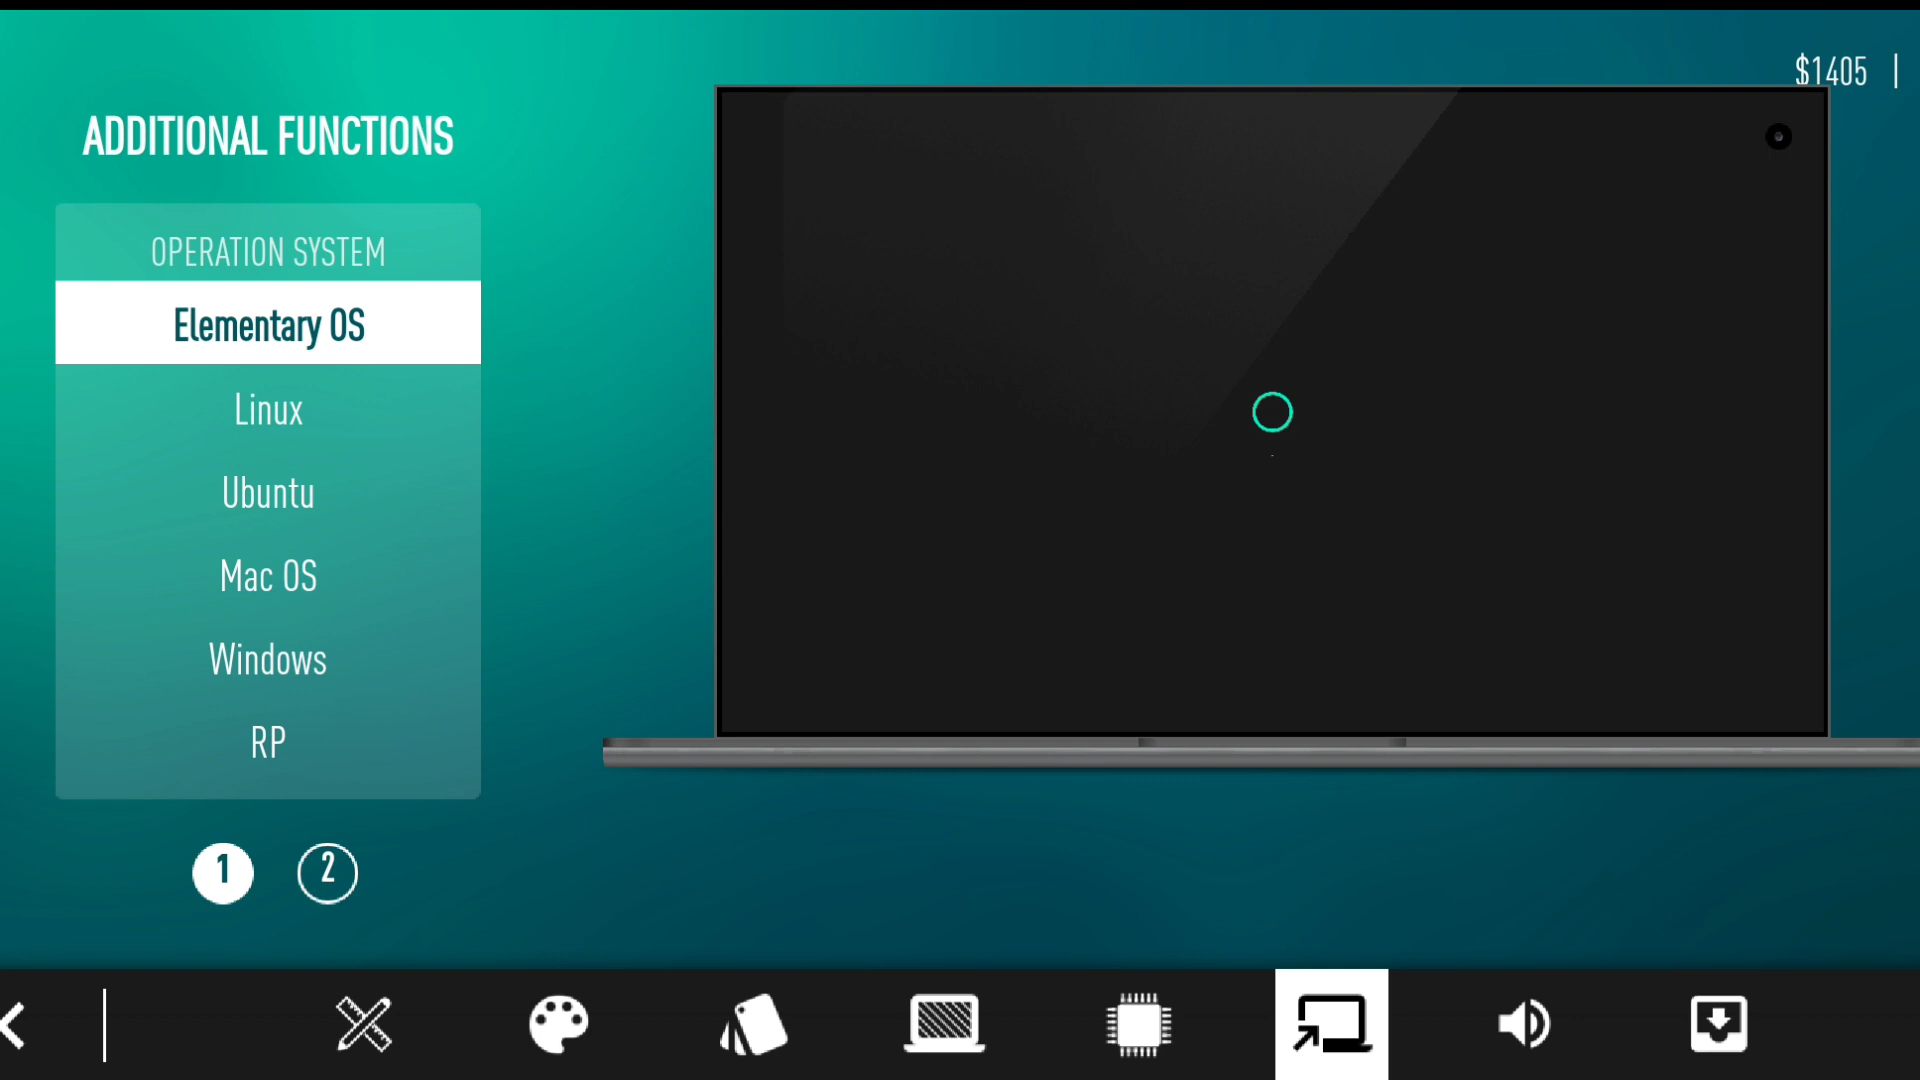 $1405 |
ADDITIONAL FUNCTIONS
OPERATION SYSTEM
Elementary OS
Linux
Ubuntu
Mac OS
Windows
RP
1 2